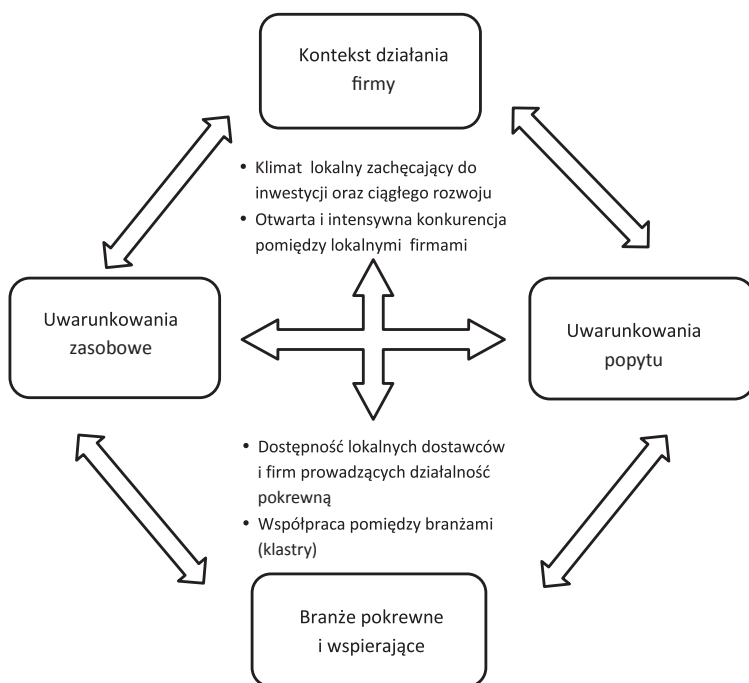 Kontekst działania
firmy
• Klimat lokalny zachęcający do
inwestycji oraz ciągłego rozwoju
• Otwarta i intensywna konkurencja
pomiędzy lokalnymi firmami
Uwarunkowania
zasobowe
Uwarunkowania
popytu
• Dostępność lokalnych dostawców
i firm prowadzących działalność
pokrewną
• Współpraca pomiędzy branżami
(klastry)
Branże pokrewne
i wspierające